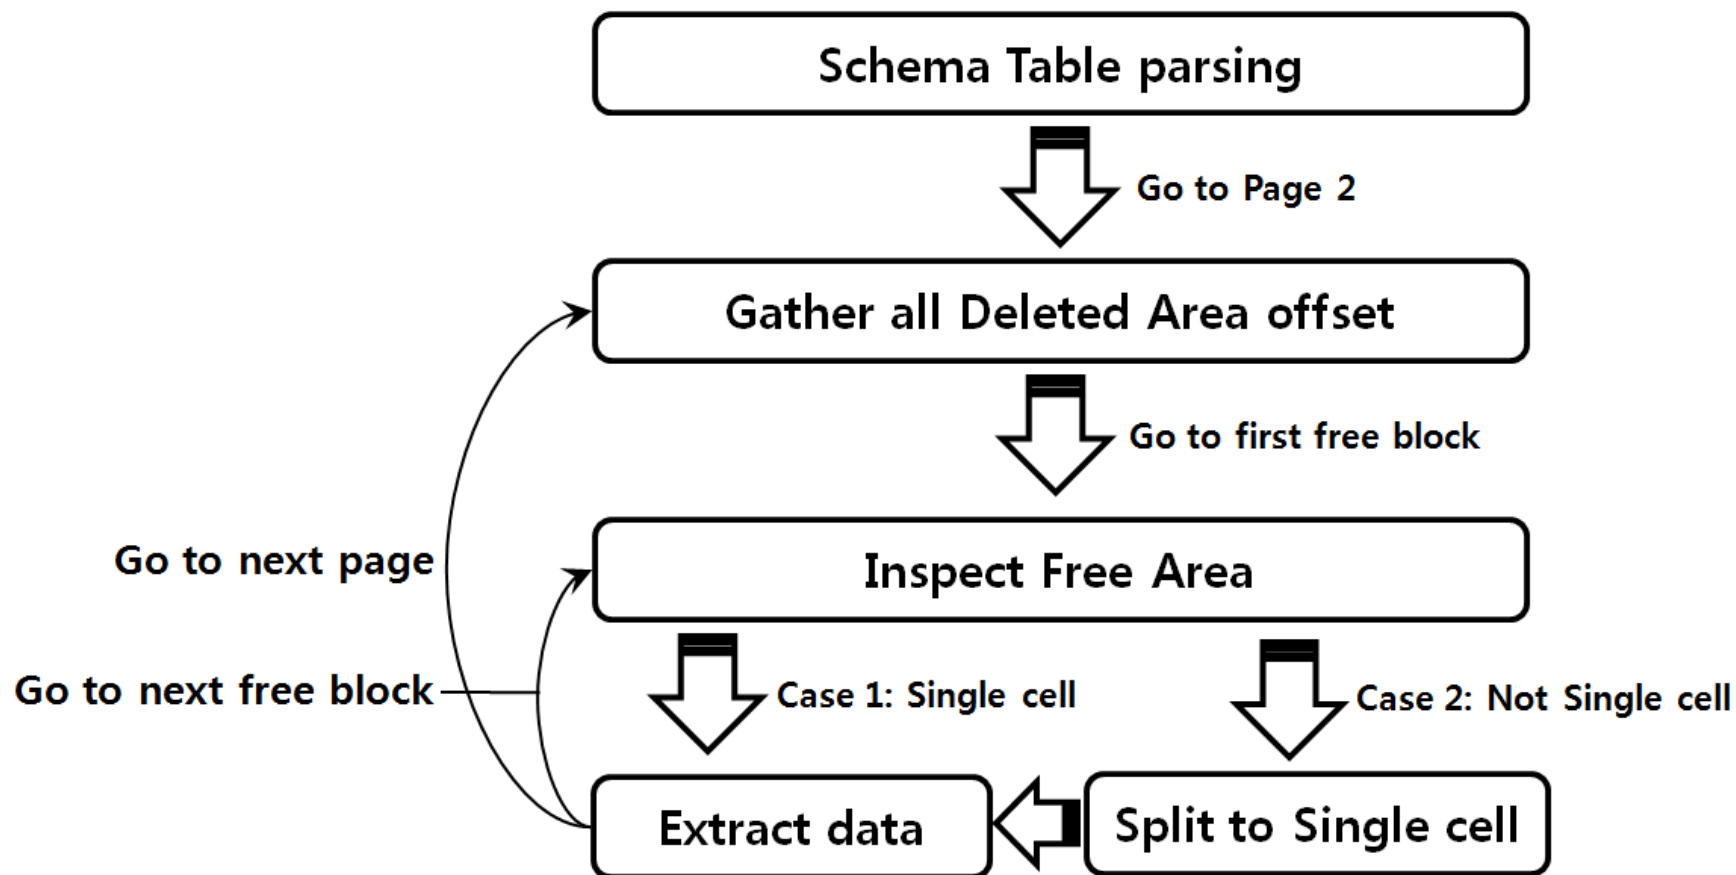 Schema Table parsing
Go to Page 2
Gather all Deleted Area offset
Go to first free block
Go to next page
Inspect Free Area
Go to next free block
Case 1: Single cell
Case 2: Not Single cell
Extract data
Split to Single cell